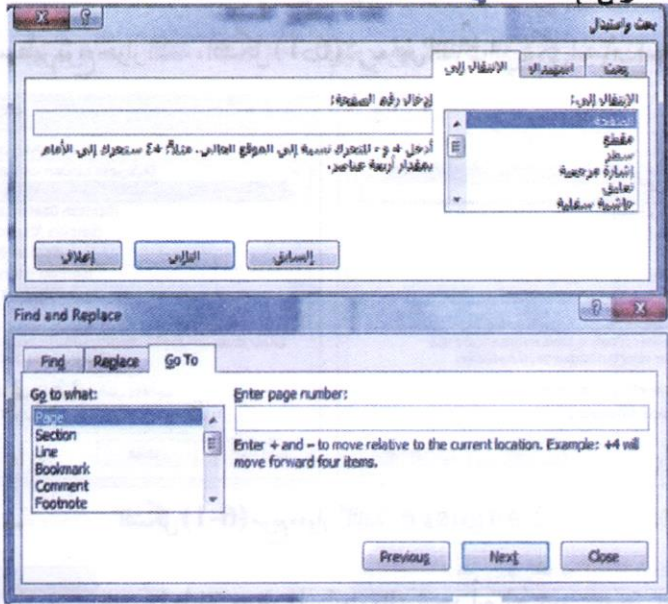 بحث واستبدال
بحث استبدال الانتقال إلى
الانتقال إلى: إدخال رقم الصفحة:
الصفحة
مقطع
سطر
إشارة مرجعية
تعليق
حاشية سفلية
أدخل + و - للتحرك نسبة إلى الموقع الحالي. مثلاً: +٤ ستتحرك إلى الأمام
بمقدار أربعة عناصر.
السابق التالي إغلاق
Find and Replace
Find Replace Go To
Go to what: Enter page number:
Page
Section
Line
Bookmark
Comment
Footnote
Enter + and – to move relative to the current location. Example: +4 will
move forward four items.
Previous Next Close